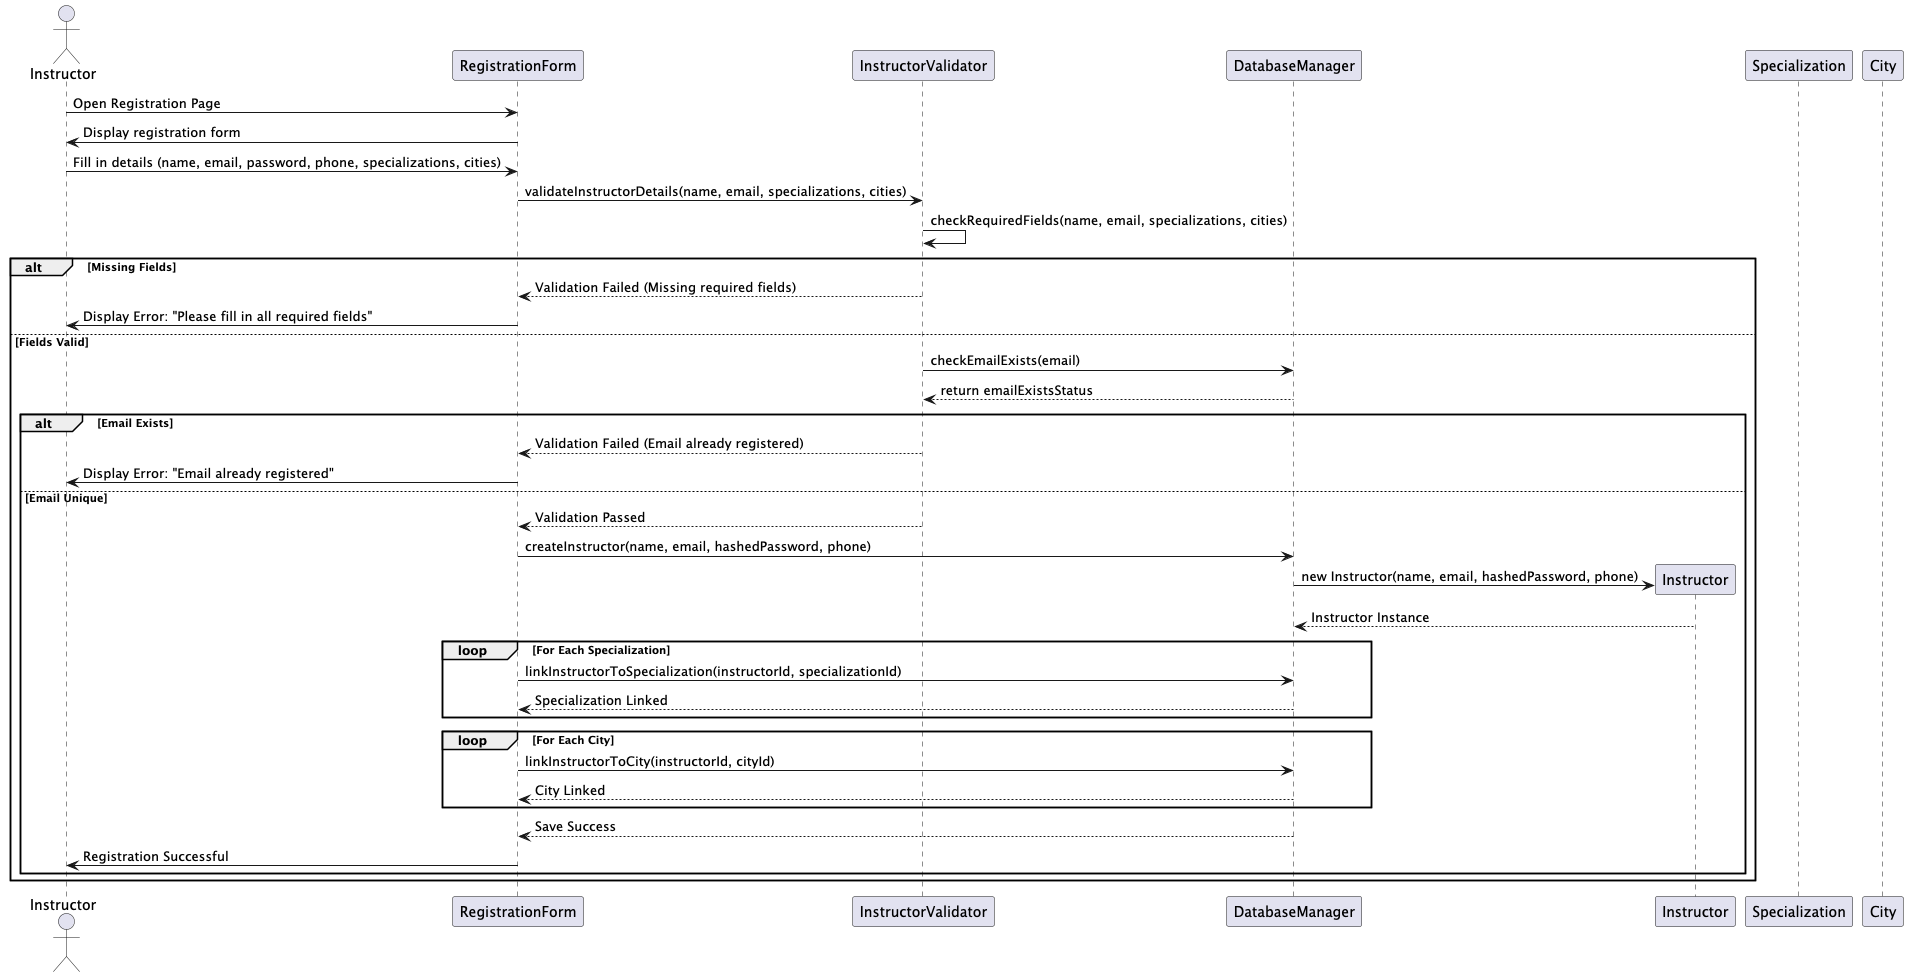 Instructor
RegistrationForm
InstructorValidator
DatabaseManager
Specialization
City
Open Registration Page
Display registration form
Fill in details (name, email, password, phone, specializations, cities)
validateInstructorDetails(name, email, specializations, cities)
checkRequiredFields(name, email, specializations, cities)
alt [Missing Fields]
Validation Failed (Missing required fields)
Display Error: "Please fill in all required fields"
[Fields Valid]
checkEmailExists(email)
return emailExistsStatus
alt [Email Exists]
Validation Failed (Email already registered)
Display Error: "Email already registered"
[Email Unique]
Validation Passed
createInstructor(name, email, hashedPassword, phone)
new Instructor(name, email, hashedPassword, phone)
Instructor
Instructor Instance
loop [For Each Specialization]
linkInstructorToSpecialization(instructorId, specializationId)
Specialization Linked
loop [For Each City]
linkInstructorToCity(instructorId, cityId)
City Linked
Save Success
Registration Successful
Instructor
RegistrationForm
InstructorValidator
DatabaseManager
Instructor
Specialization
City